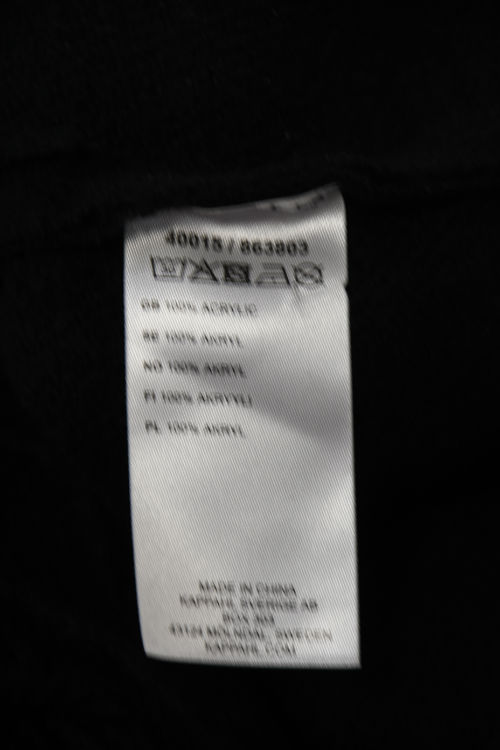 40015 / 863803
GB 100% ACRYLIC
SE 100% AKRYL
NO 100% AKRYL
FI 100% AKRYYLI
PL 100% AKRYL
MADE IN CHINA
KAPPAHL SVERIGE AB
BOX 303
43124 MÖLNDAL, SWEDEN
KAPPAHL.COM